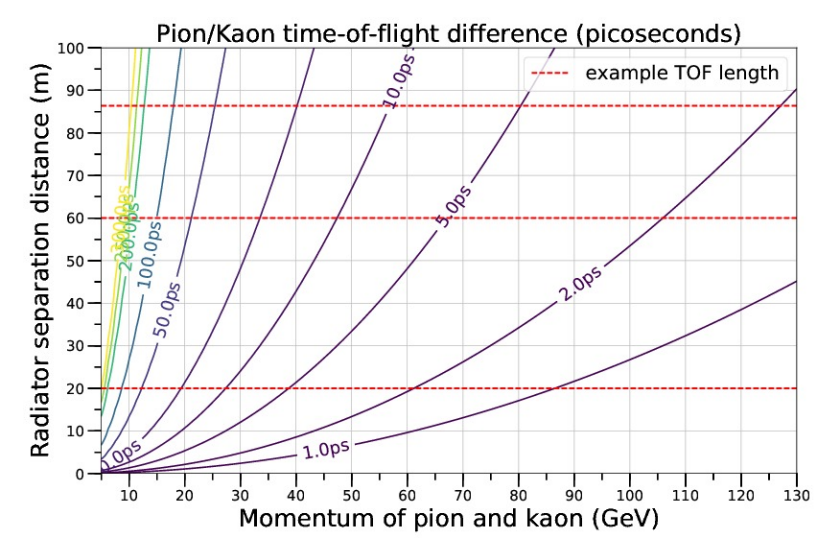 Pion/Kaon time-of-flight difference (picoseconds)
Radiator separation distance (m)
100
90
80
70
60
50
40
30
20
10
0
example TOF length
10.0ps
5.0ps
2.0ps
1.0ps
50.0ps
100.0ps
200.0ps
10 20 30 40 50 60 70 80 90 100 110 120 130
Momentum of pion and kaon (GeV)